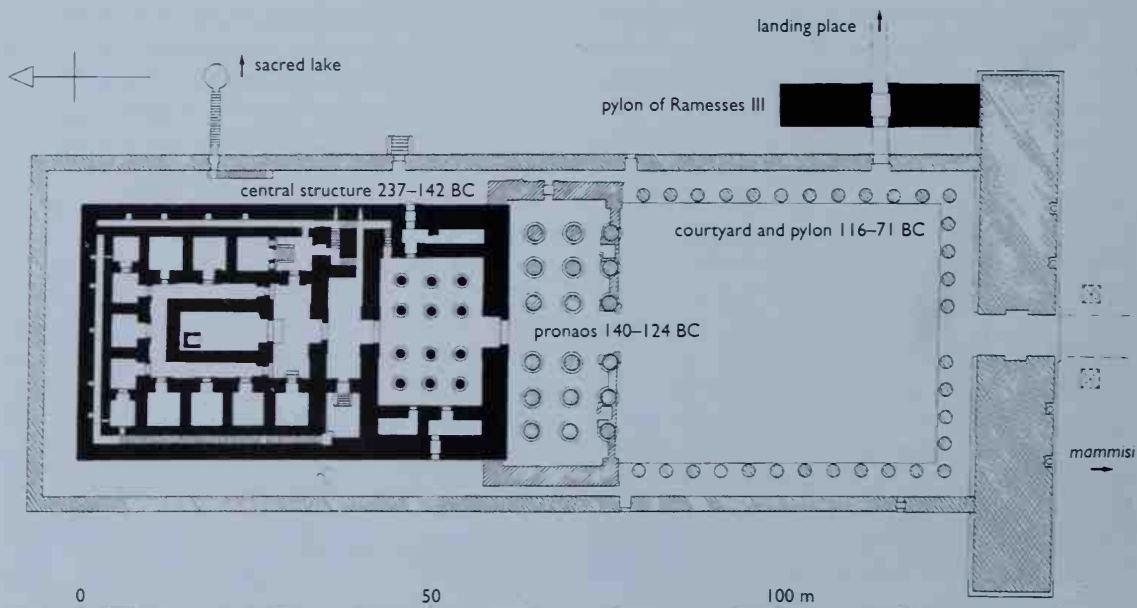 landing place
sacred lake
pylon of Ramesses III
central structure 237–142 BC
courtyard and pylon 116–71 BC
pronaos 140–124 BC
mammisi
0 50 100 m